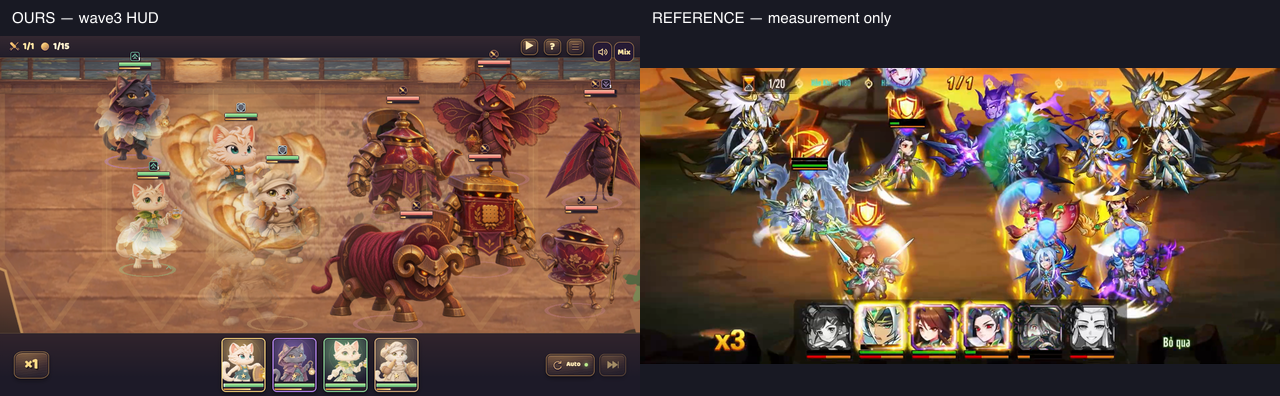 OURS — wave3 HUD
REFERENCE — measurement only
1/1 1/15
?
Mix
1/20
1/1
×1
Auto
x3
Bỏ qua